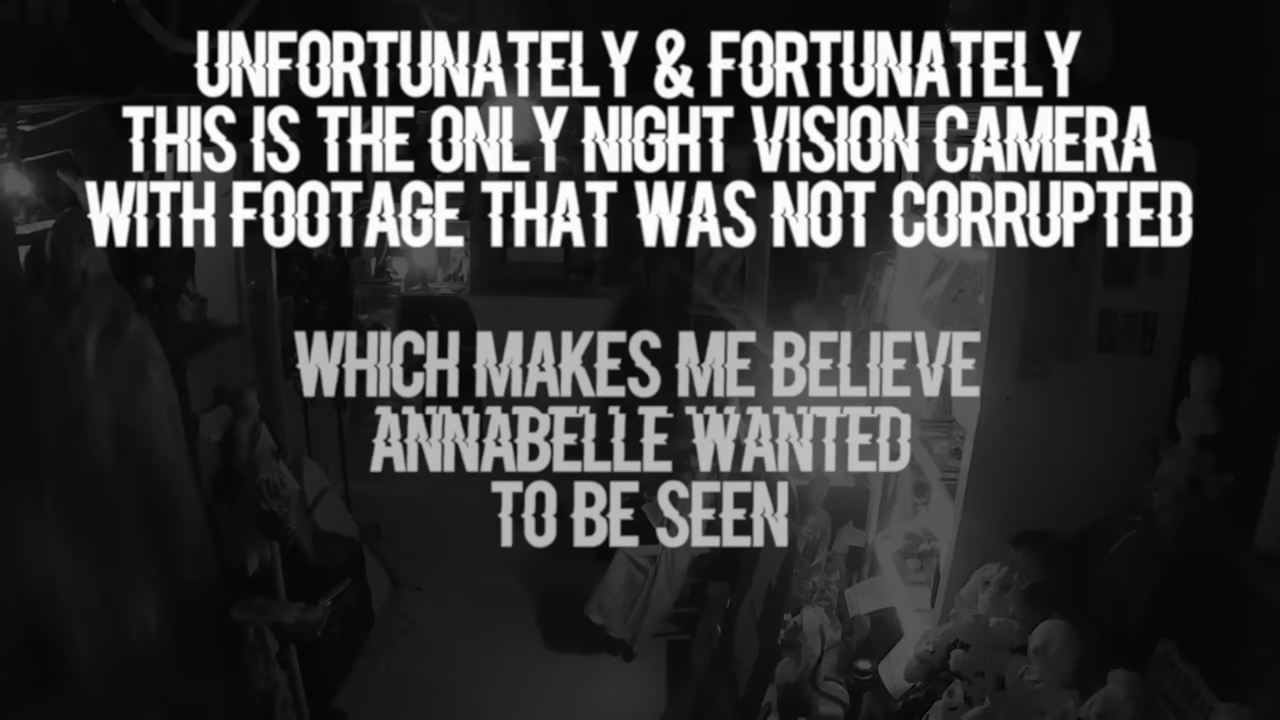 UNFORTUNATELY & FORTUNATELY
THIS IS THE ONLY NIGHT VISION CAMERA
WITH FOOTAGE THAT WAS NOT CORRUPTED
WHICH MAKES ME BELIEVE
ANNABELLE WANTED
TO BE SEEN